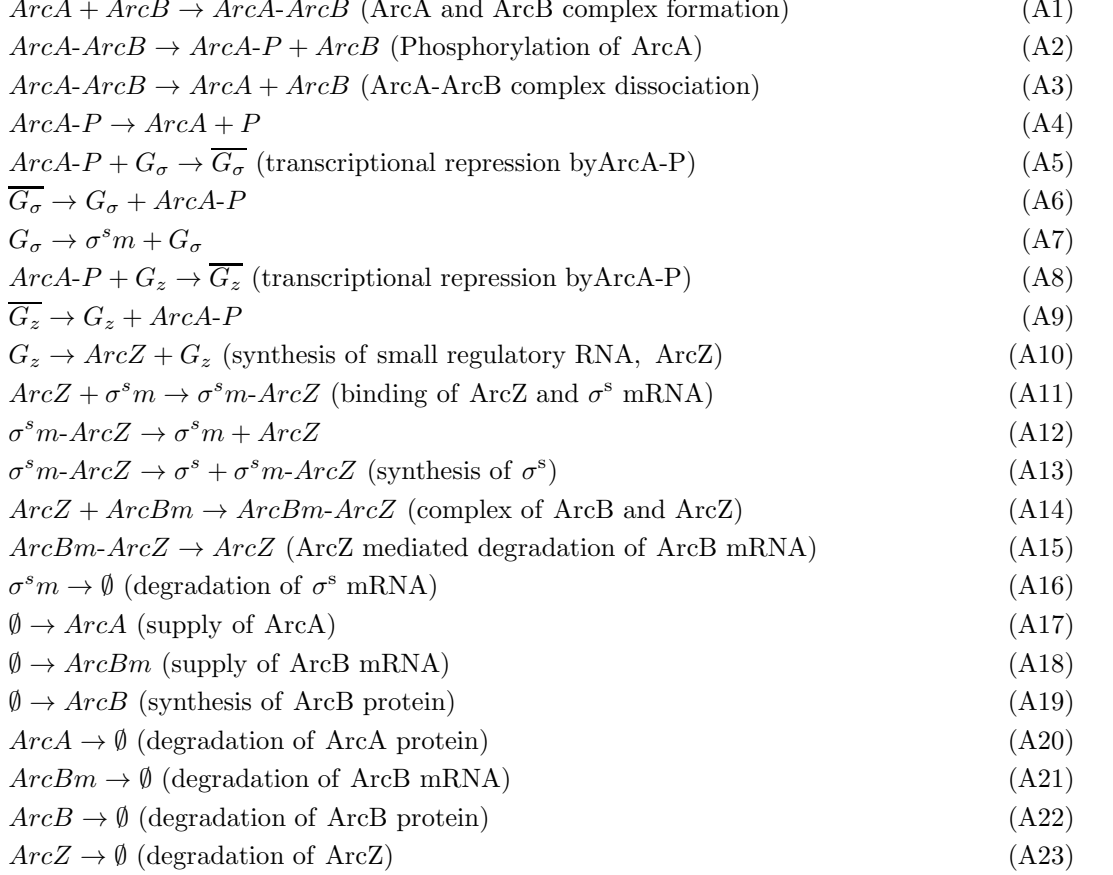 ArcA + ArcB → ArcA-ArcB (ArcA and ArcB complex formation) (A1)
ArcA-ArcB → ArcA-P + ArcB (Phosphorylation of ArcA) (A2)
ArcA-ArcB → ArcA + ArcB (ArcA-ArcB complex dissociation) (A3)
ArcA-P → ArcA + P (A4)
ArcA-P + G_σ → \overline{G_σ} (transcriptional repression byArcA-P) (A5)
\overline{G_σ} → G_σ + ArcA-P (A6)
G_σ → σ^s m + G_σ (A7)
ArcA-P + G_z → \overline{G_z} (transcriptional repression byArcA-P) (A8)
\overline{G_z} → G_z + ArcA-P (A9)
G_z → ArcZ + G_z (synthesis of small regulatory RNA, ArcZ) (A10)
ArcZ + σ^s m → σ^s m-ArcZ (binding of ArcZ and σ^s mRNA) (A11)
σ^s m-ArcZ → σ^s m + ArcZ (A12)
σ^s m-ArcZ → σ^s + σ^s m-ArcZ (synthesis of σ^s) (A13)
ArcZ + ArcBm → ArcBm-ArcZ (complex of ArcB and ArcZ) (A14)
ArcBm-ArcZ → ArcZ (ArcZ mediated degradation of ArcB mRNA) (A15)
σ^s m → ∅ (degradation of σ^s mRNA) (A16)
∅ → ArcA (supply of ArcA) (A17)
∅ → ArcBm (supply of ArcB mRNA) (A18)
∅ → ArcB (synthesis of ArcB protein) (A19)
ArcA → ∅ (degradation of ArcA protein) (A20)
ArcBm → ∅ (degradation of ArcB mRNA) (A21)
ArcB → ∅ (degradation of ArcB protein) (A22)
ArcZ → ∅ (degradation of ArcZ) (A23)